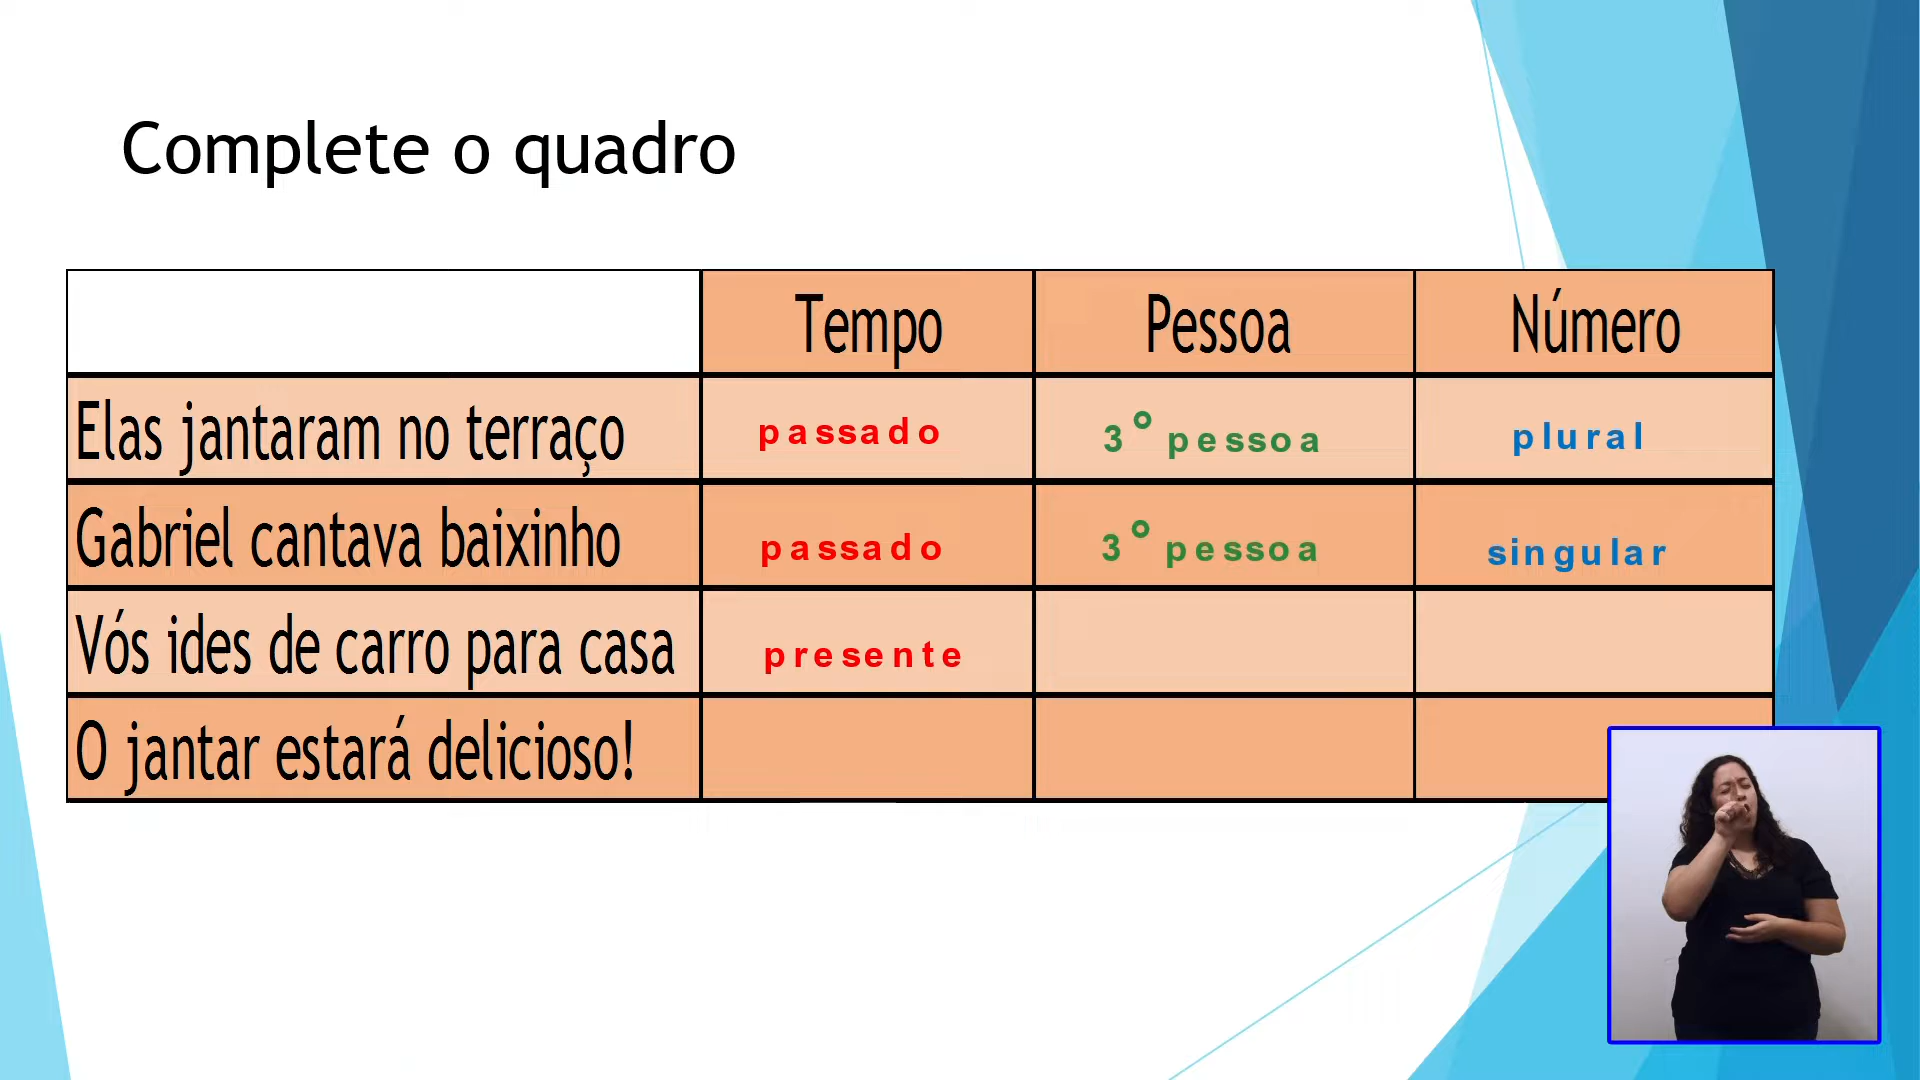 Complete o quadro
Tempo Pessoa Número
Elas jantaram no terraço passado 3° pessoa plural
Gabriel cantava baixinho passado 3° pessoa singular
Vós ides de carro para casa presente
O jantar estará delicioso!